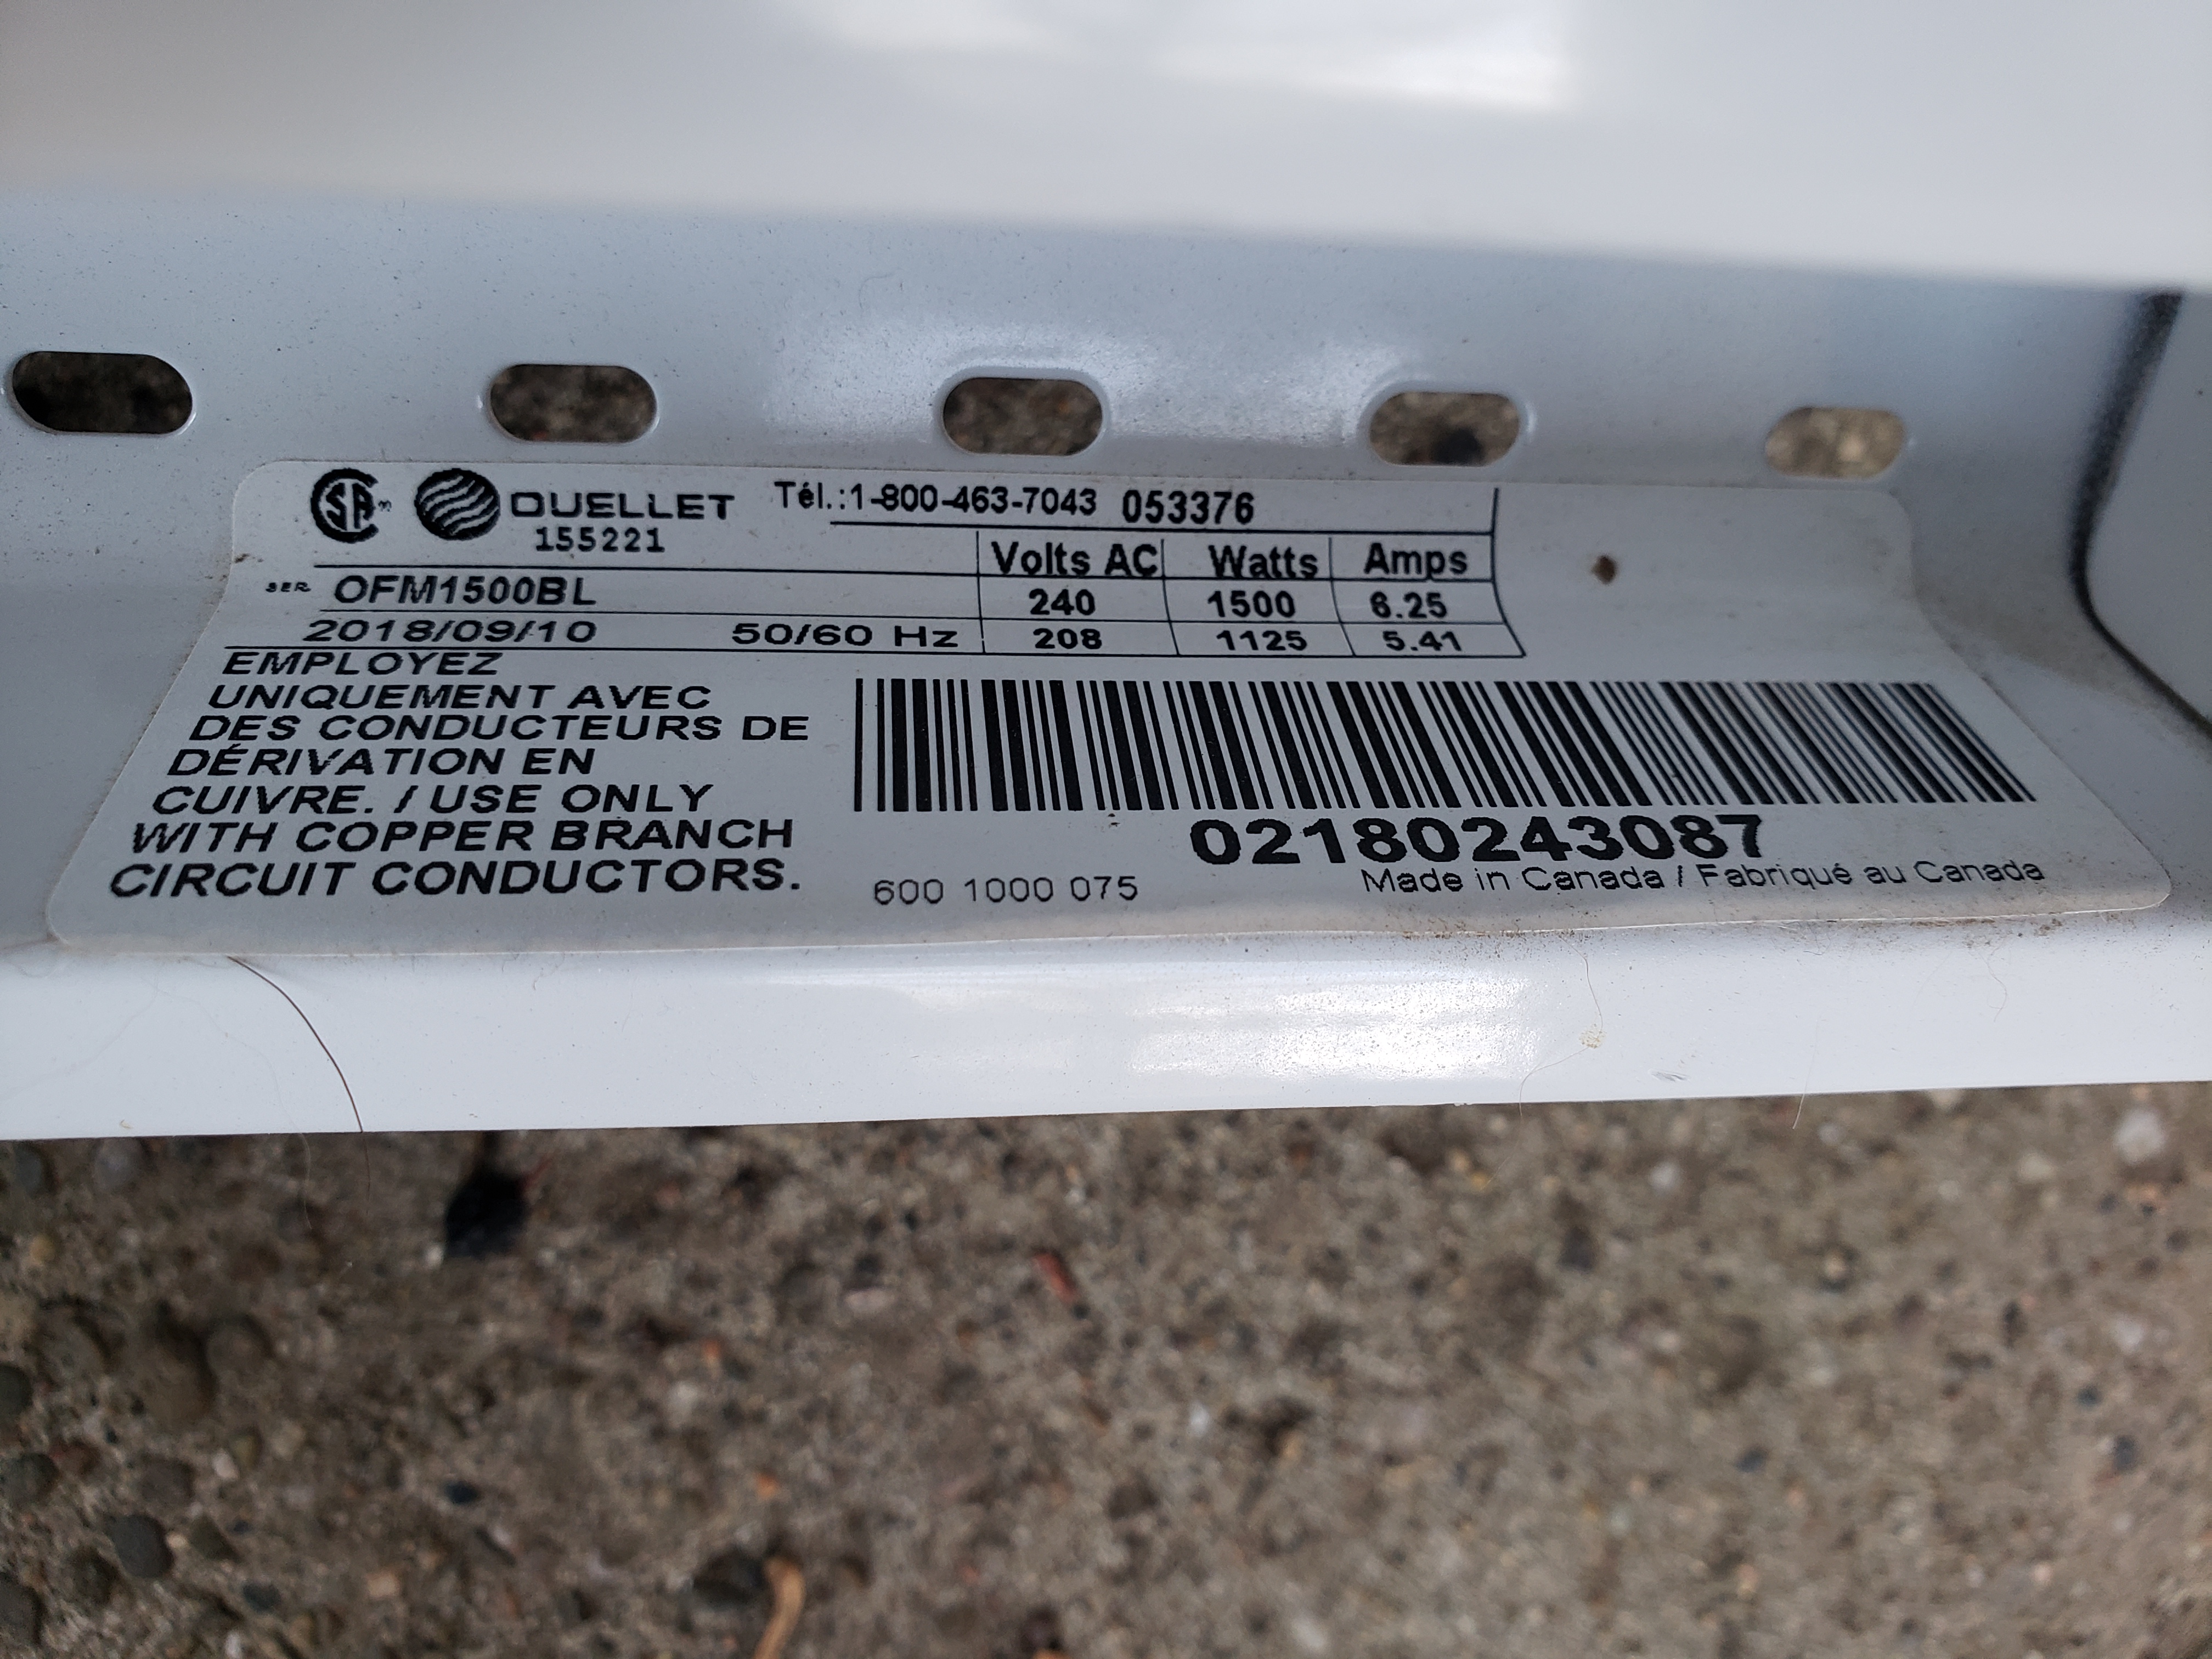 CSA OUELLET Tél.:1-800-463-7043 053376
155221
Volts AC Watts Amps
SER OFM1500BL 240 1500 6.25
2018/09/10 50/60 Hz 208 1125 5.41
EMPLOYEZ
UNIQUEMENT AVEC
DES CONDUCTEURS DE
DÉRIVATION EN
CUIVRE. / USE ONLY
WITH COPPER BRANCH
CIRCUIT CONDUCTORS.
02180243087
600 1000 075
Made in Canada / Fabriqué au Canada